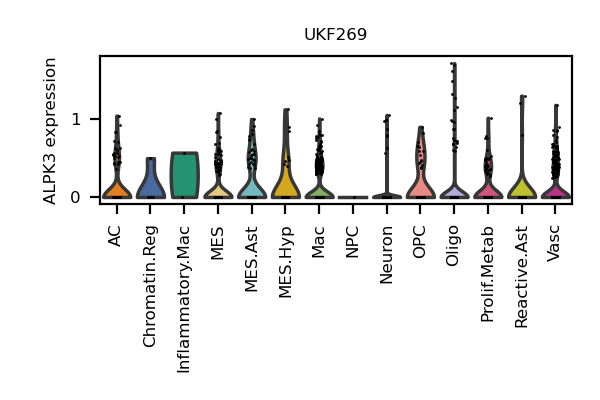 UKF269
ALPK3 expression
1
0
AC
Chromatin.Reg
Inflammatory.Mac
MES
MES.Ast
MES.Hyp
Mac
NPC
Neuron
OPC
Oligo
Prolif.Metab
Reactive.Ast
Vasc